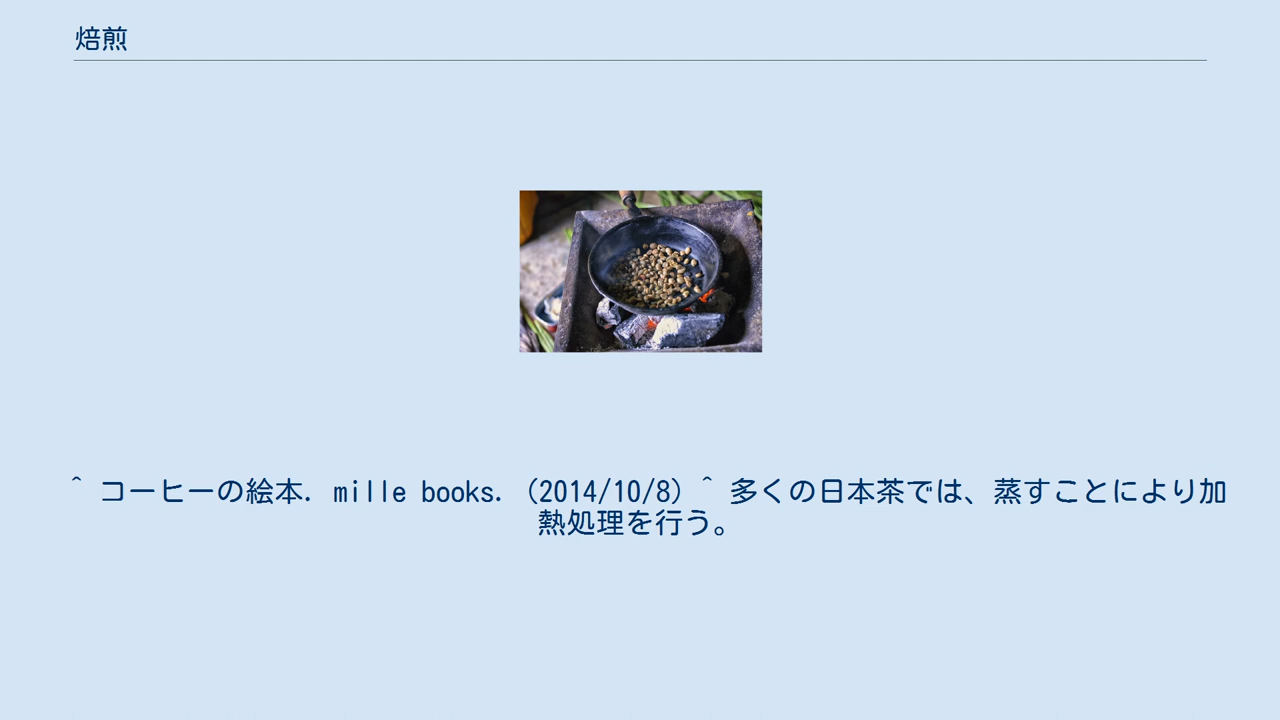 焙煎
^ コーヒーの絵本. mille books. (2014/10/8) ^ 多くの日本茶では、蒸すことにより加
熱処理を行う。